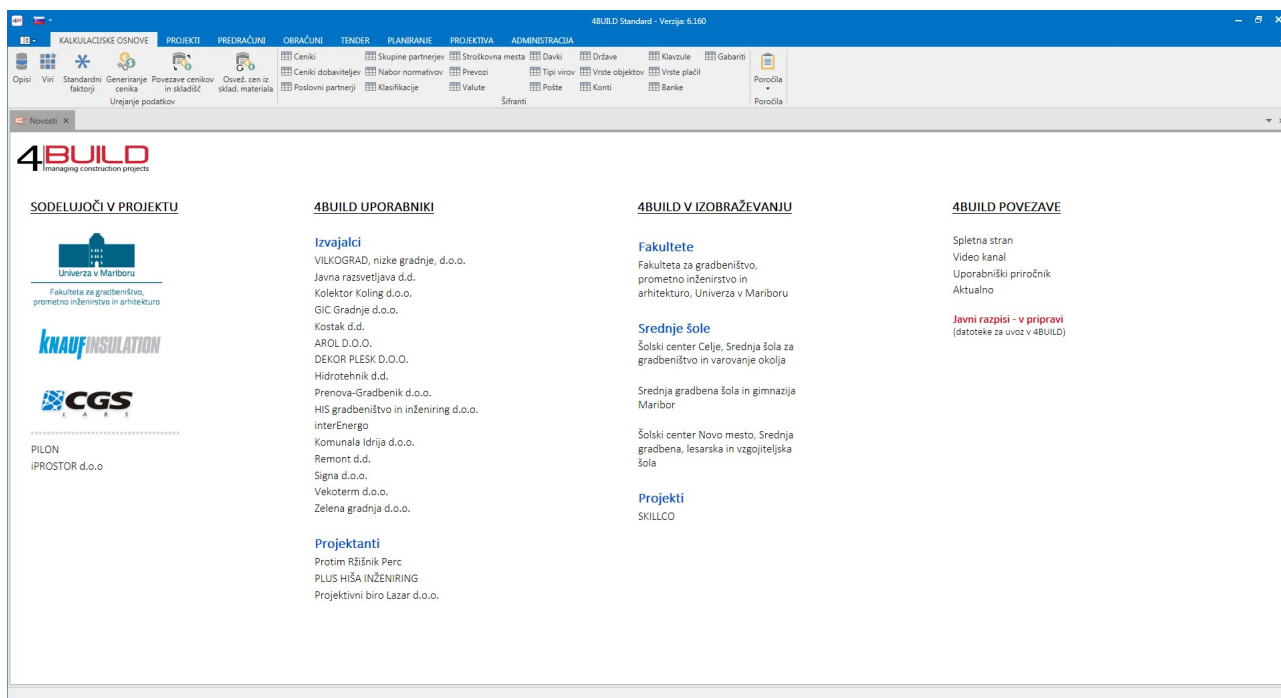 4BUILD Standard - Verzija: 6.160
KALKULACIJSKE OSNOVE PROJEKTI PREDRAČUNI OBRAČUNI TENDER PLANIRANJE PROJEKTIVA ADMINISTRACIJA
Opisi
Viri
Standardni faktorji
Generiranje cenika
Povezave cenikov in skladišč
Osvež. cen iz sklad. materiala
Urejanje podatkov
Ceniki Skupine partnerjev Stroškovna mesta Davki Države Klavzule Gabariti
Ceniki dobaviteljev Nabor normativov Prevozi Tipi virov Vrste objektov Vrste plačil
Poslovni partnerji Klasifikacije Valute Pošte Konti Banke
Šifranti
Poročila
Poročila
Novosti
4BUILD
managing construction projects
SODELUJOČI V PROJEKTU
Univerza v Mariboru
Fakulteta za gradbeništvo,
prometno inženirstvo in arhitekturo
KNAUFINSULATION
CGS
LABS
PILON
iPROSTOR d.o.o
4BUILD UPORABNIKI
Izvajalci
VILKOGRAD, nizke gradnje, d.o.o.
Javna razsvetljava d.d.
Kolektor Koling d.o.o.
GIC Gradnje d.o.o.
Kostak d.d.
AROL D.O.O.
DEKOR PLESK D.O.O.
Hidrotehnik d.d.
Prenova-Gradbenik d.o.o.
HIS gradbeništvo in inženiring d.o.o.
interEnergo
Komunala Idrija d.o.o.
Remont d.d.
Signa d.o.o.
Vekoterm d.o.o.
Zelena gradnja d.o.o.
Projektanti
Protim Ržišnik Perc
PLUS HIŠA INŽENIRING
Projektivni biro Lazar d.o.o.
4BUILD V IZOBRAŽEVANJU
Fakultete
Fakulteta za gradbeništvo,
prometno inženirstvo in
arhitekturo, Univerza v Mariboru
Srednje šole
Šolski center Celje, Srednja šola za
gradbeništvo in varovanje okolja
Srednja gradbena šola in gimnazija
Maribor
Šolski center Novo mesto, Srednja
gradbena, lesarska in vzgojiteljska
šola
Projekti
SKILLCO
4BUILD POVEZAVE
Spletna stran
Video kanal
Uporabniški priročnik
Aktualno
Javni razpisi - v pripravi
(datoteke za uvoz v 4BUILD)